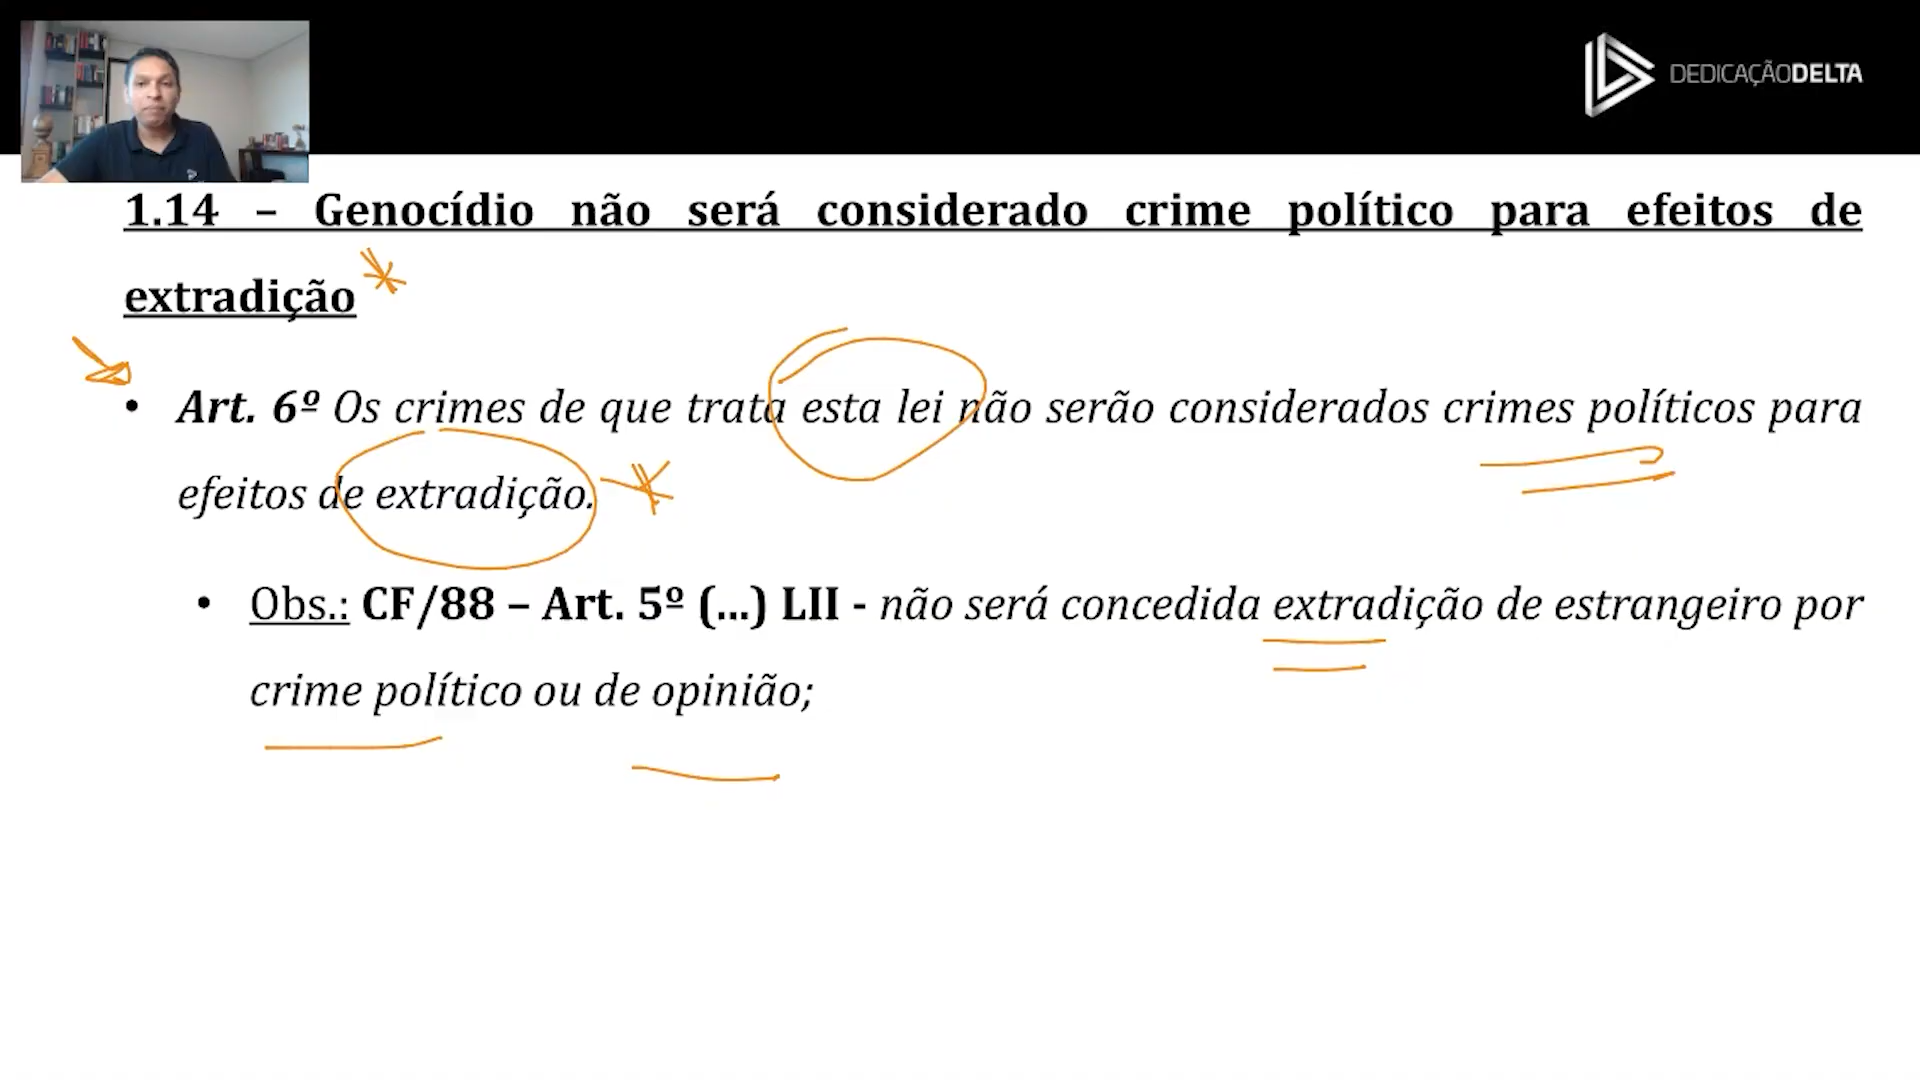 DEDICAÇÃODELTA
1.14 – Genocídio não será considerado crime político para efeitos de
extradição
• Art. 6º Os crimes de que trata esta lei não serão considerados crimes políticos para
efeitos de extradição.
• Obs.: CF/88 – Art. 5º (...) LII - não será concedida extradição de estrangeiro por
crime político ou de opinião;